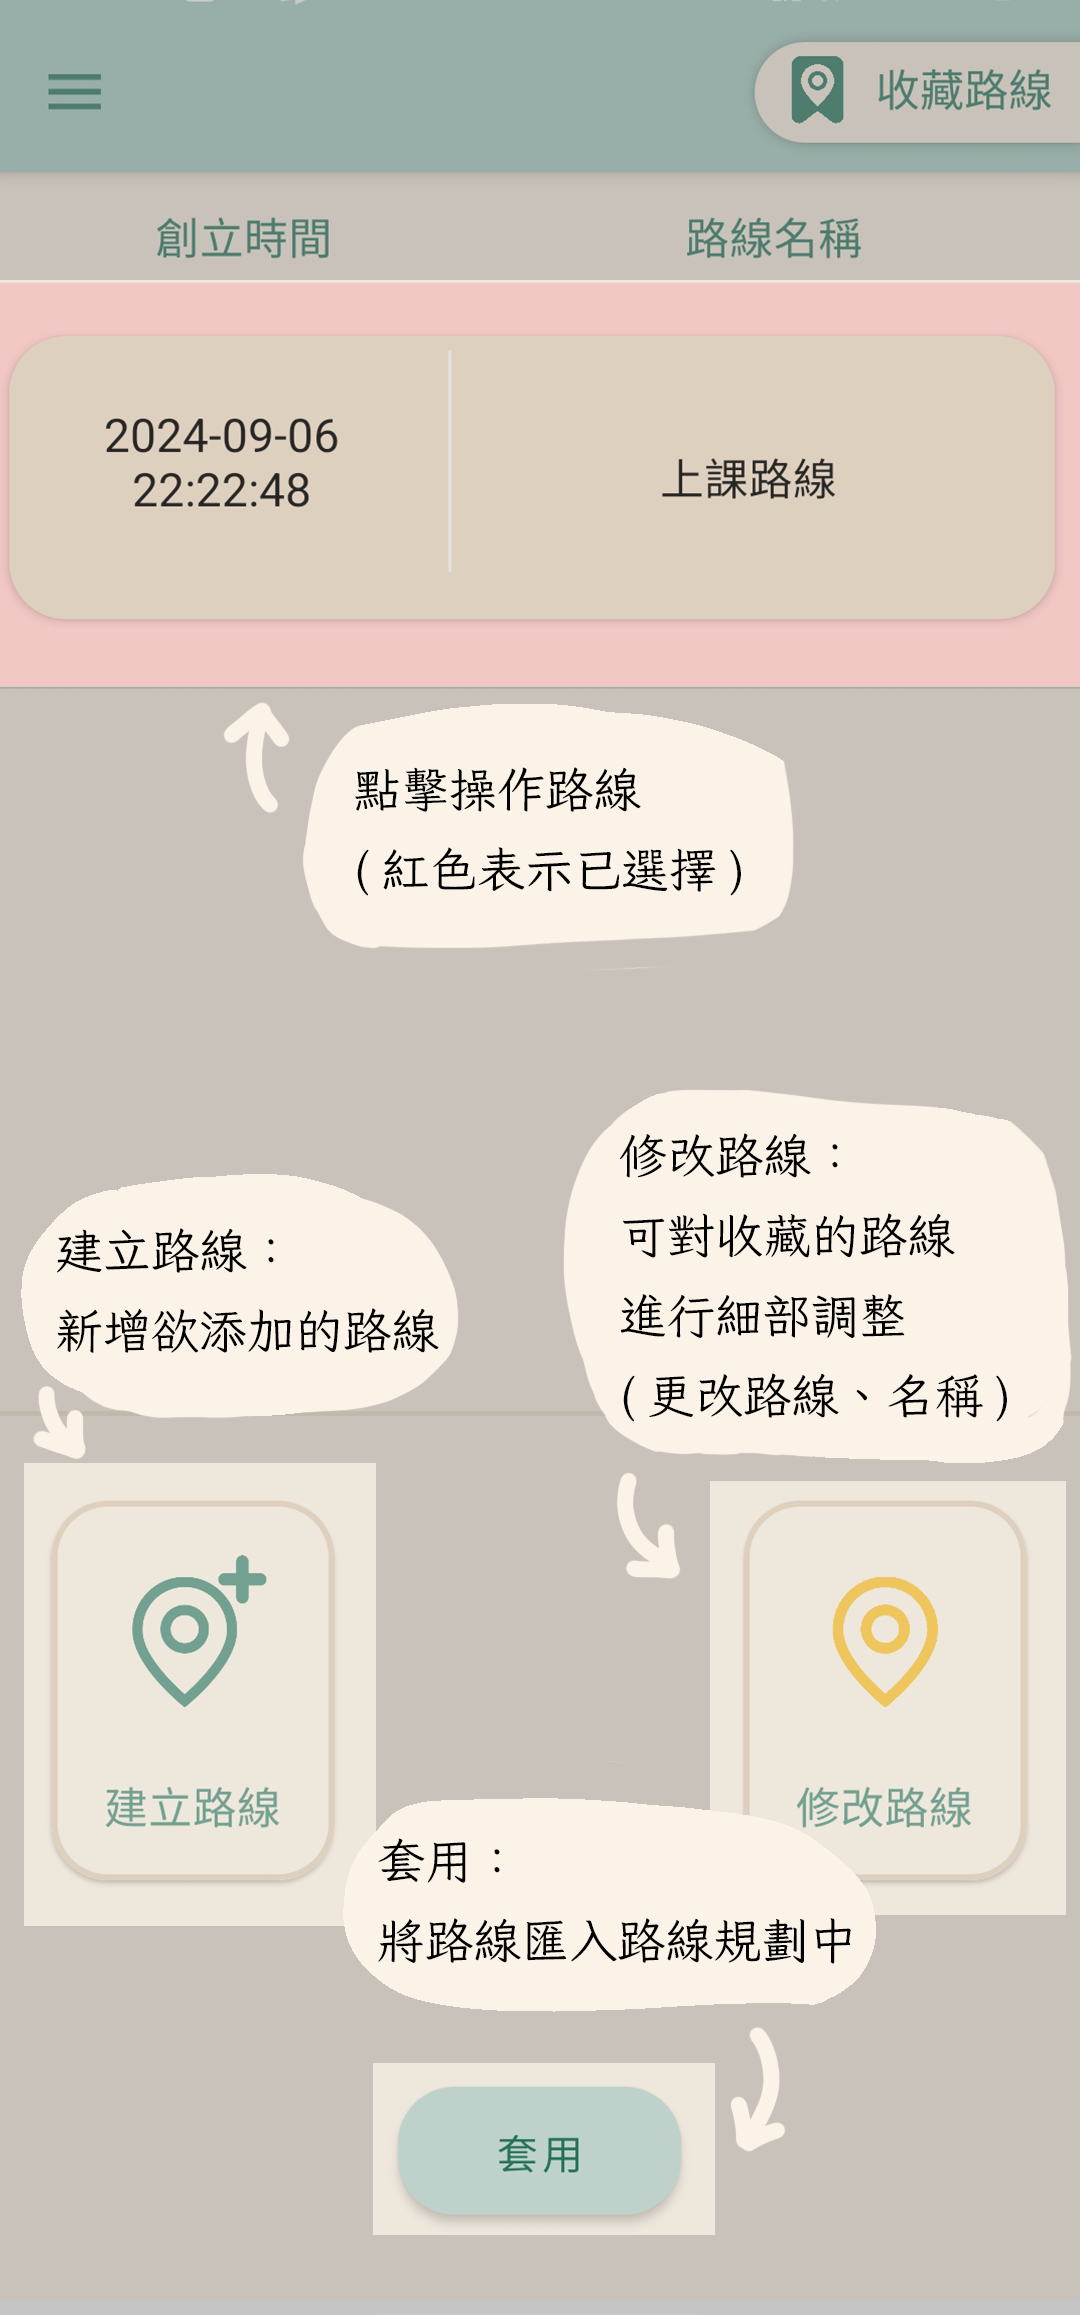 收藏路線
創立時間
路線名稱
2024-09-06
22:22:48
上課路線
點擊操作路線
(紅色表示已選擇)
修改路線：
可對收藏的路線
進行細部調整
(更改路線、名稱)
建立路線：
新增欲添加的路線
建立路線
修改路線
套用：
將路線匯入路線規劃中
套用